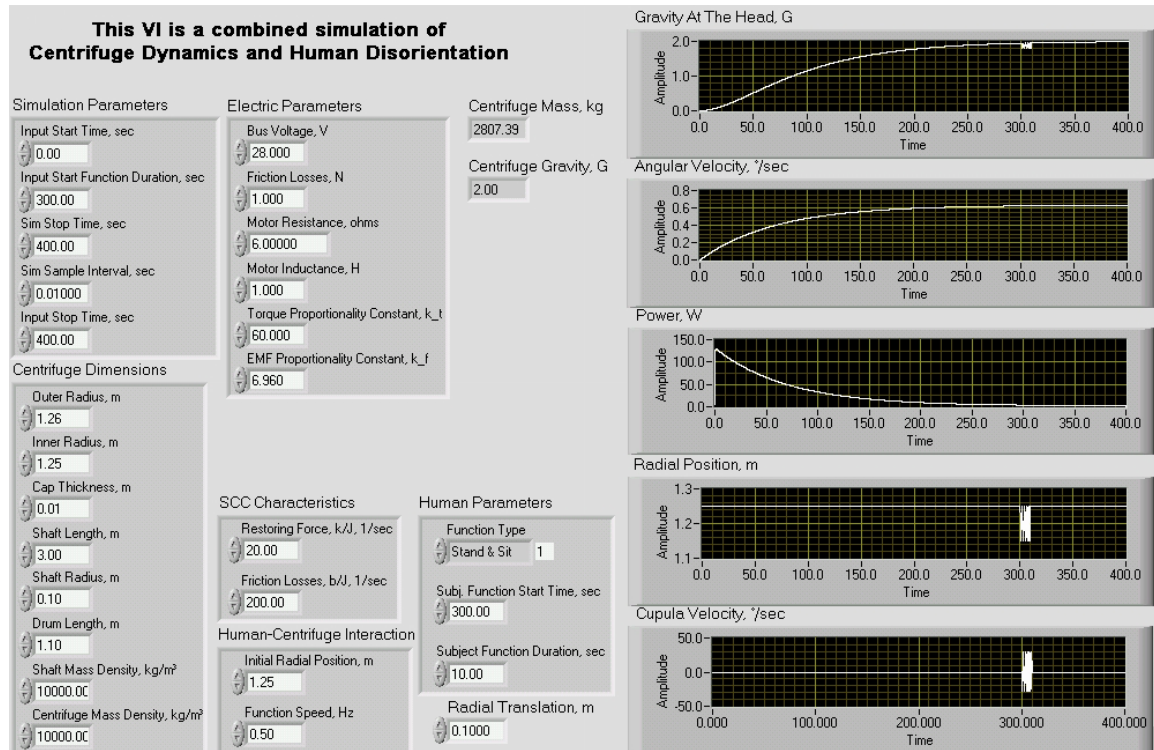 This VI is a combined simulation of
Centrifuge Dynamics and Human Disorientation
Simulation Parameters
Input Start Time, sec
0.00
Input Start Function Duration, sec
300.00
Sim Stop Time, sec
400.00
Sim Sample Interval, sec
0.01000
Input Stop Time, sec
400.00
Electric Parameters
Bus Voltage, V
28.000
Friction Losses, N
1.000
Motor Resistance, ohms
6.00000
Motor Inductance, H
1.000
Torque Proportionality Constant, k_t
60.000
EMF Proportionality Constant, k_f
6.960
Centrifuge Mass, kg
2807.39
Centrifuge Gravity, G
2.00
Centrifuge Dimensions
Outer Radius, m
1.26
Inner Radius, m
1.25
Cap Thickness, m
0.01
Shaft Length, m
3.00
Shaft Radius, m
0.10
Drum Length, m
1.10
Shaft Mass Density, kg/m³
10000.0C
Centrifuge Mass Density, kg/m³
10000.0C
SCC Characteristics
Restoring Force, k/J, 1/sec
20.00
Friction Losses, b/J, 1/sec
200.00
Human-Centrifuge Interaction
Initial Radial Position, m
1.25
Function Speed, Hz
0.50
Human Parameters
Function Type
Stand & Sit 1
Subj. Function Start Time, sec
300.00
Subject Function Duration, sec
10.00
Radial Translation, m
0.1000
Gravity At The Head, G
Amplitude
2.0
1.0
0.0
0.0 50.0 100.0 150.0 200.0 250.0 300.0 350.0 400.0
Time
Angular Velocity, °/sec
Amplitude
0.8
0.6
0.4
0.2
0.0
0.0 50.0 100.0 150.0 200.0 250.0 300.0 350.0 400.0
Time
Power, W
Amplitude
150.0
100.0
50.0
0.0
0.0 50.0 100.0 150.0 200.0 250.0 300.0 350.0 400.0
Time
Radial Position, m
Amplitude
1.3
1.2
1.1
0.0 50.0 100.0 150.0 200.0 250.0 300.0 350.0 400.0
Time
Cupula Velocity, °/sec
Amplitude
50.0
0.0
-50.0
0.000 100.000 200.000 300.000 400.000
Time